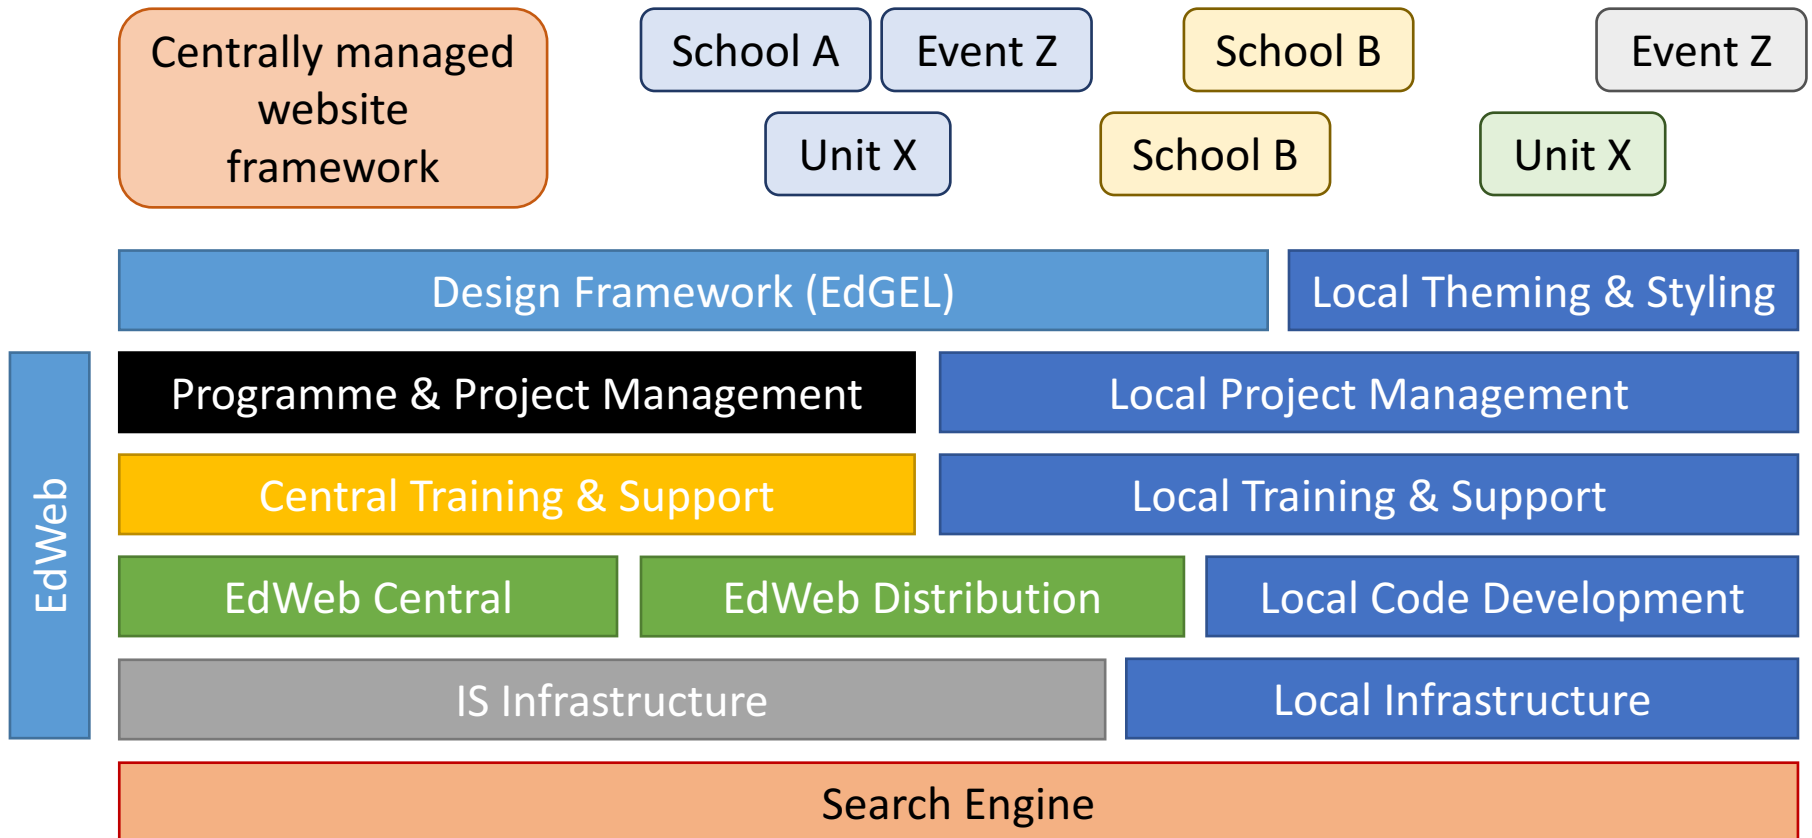 Centrally managed
website
framework
School A
Event Z
School B
Event Z
Unit X
School B
Unit X
Design Framework (EdGEL)
Local Theming & Styling
EdWeb
Programme & Project Management
Local Project Management
Central Training & Support
Local Training & Support
EdWeb Central
EdWeb Distribution
Local Code Development
IS Infrastructure
Local Infrastructure
Search Engine